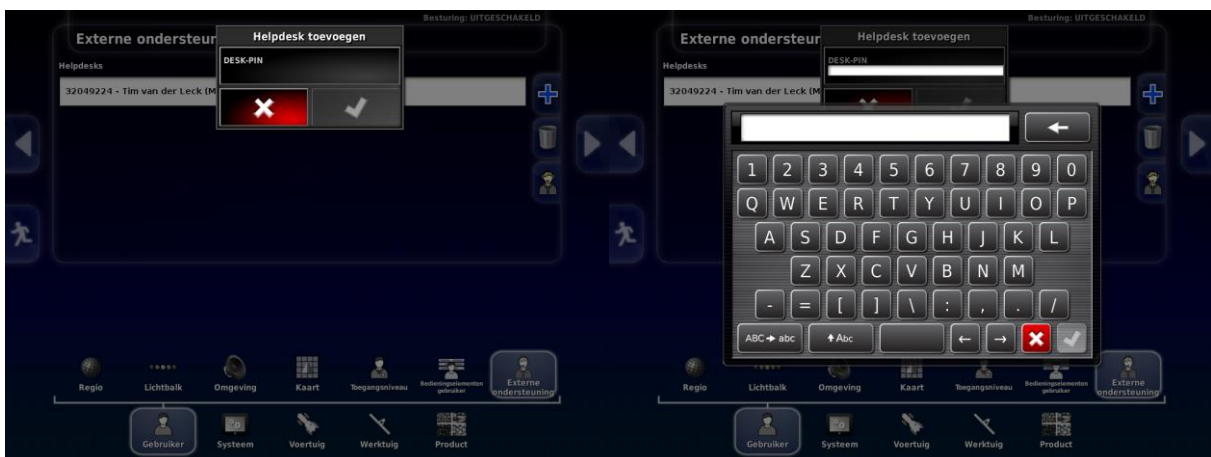 Besturing: UITGESCHAKELD
Externe ondersteun
Helpdesk toevoegen
Helpdesks
DESK-PIN
32049224 - Tim van der Leck (M
Regio
Lichtbalk
Omgeving
Kaart
Toegangsniveau
Bedieningselementen
gebruiker
Externe
ondersteuning
Gebruiker
Systeem
Voertuig
Werktuig
Product
Besturing: UITGESCHAKELD
Externe ondersteur
Helpdesk toevoegen
Helpdesks
DESK-PIN
32049224 - Tim van der Leck (M
1 2 3 4 5 6 7 8 9 0
Q W E R T Y U I O P
A S D F G H J K L
Z X C V B N M
- = [ ] \ : , . /
ABC → abc
Abc
Regio
Lichtbalk
Omgeving
Kaart
Toegangsniveau
Bedieningselementen
gebruiker
Externe
ondersteuning
Gebruiker
Systeem
Voertuig
Werktuig
Product